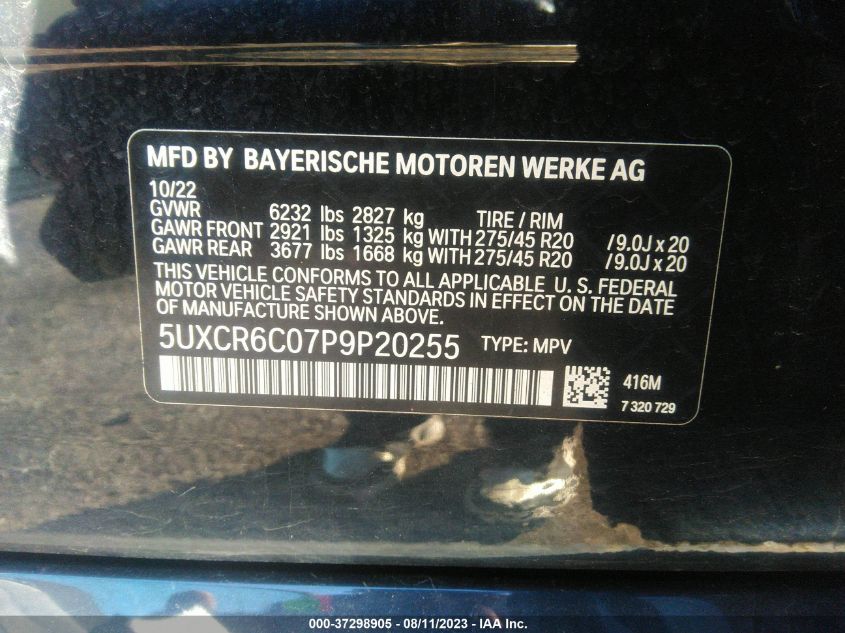 MFD BY BAYERISCHE MOTOREN WERKE AG
10/22
GVWR 6232 lbs 2827 kg TIRE / RIM
GAWR FRONT 2921 lbs 1325 kg WITH 275/45 R20 / 9.0J x 20
GAWR REAR 3677 lbs 1668 kg WITH 275/45 R20 / 9.0J x 20
THIS VEHICLE CONFORMS TO ALL APPLICABLE U. S. FEDERAL
MOTOR VEHICLE SAFETY STANDARDS IN EFFECT ON THE DATE
OF MANUFACTURE SHOWN ABOVE.
5UXCR6C07P9P20255 TYPE: MPV
416M
7 320 729
000-37298905 - 08/11/2023 - IAA Inc.